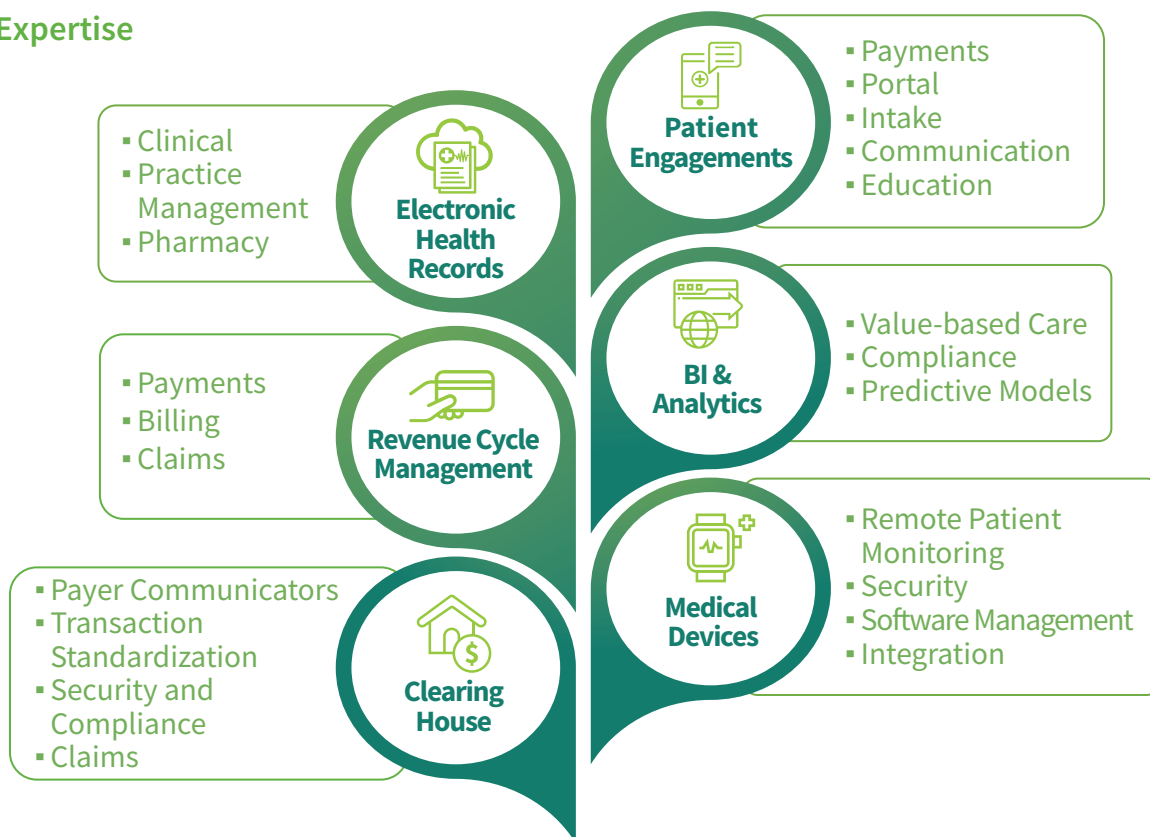 Expertise
▪ Clinical
▪ Practice
Management
▪ Pharmacy
Electronic
Health
Records
Patient
Engagements
▪ Payments
▪ Portal
▪ Intake
▪ Communication
▪ Education
▪ Payments
▪ Billing
▪ Claims
Revenue Cycle
Management
BI &
Analytics
▪ Value-based Care
▪ Compliance
▪ Predictive Models
▪ Payer Communicators
▪ Transaction
Standardization
▪ Security and
Compliance
▪ Claims
$
Clearing
House
Medical
Devices
▪ Remote Patient
Monitoring
▪ Security
▪ Software Management
▪ Integration